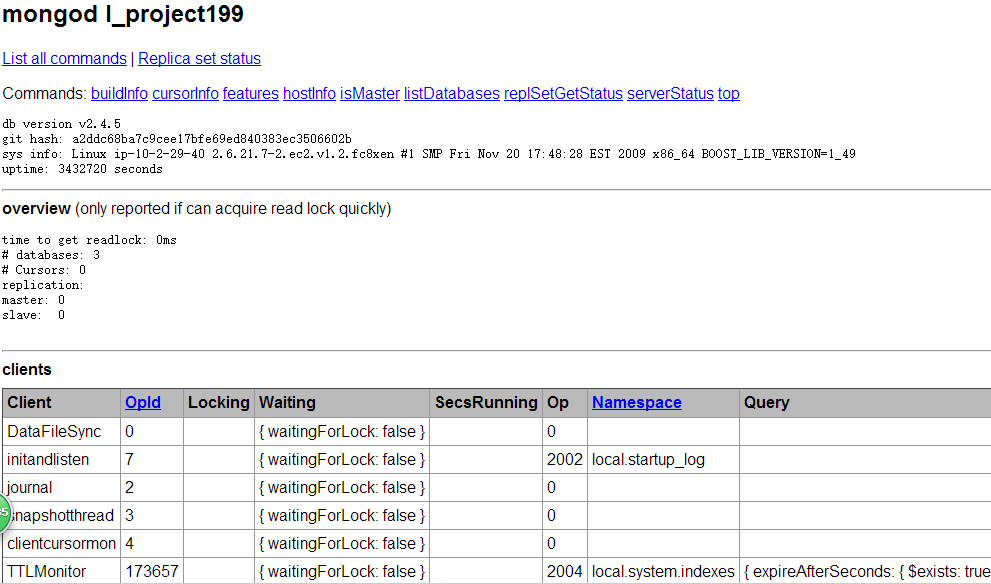 mongod l_project199
List all commands | Replica set status
Commands: buildInfo cursorInfo features hostInfo isMaster listDatabases replSetGetStatus serverStatus top
db version v2.4.5
git hash: a2ddc68ba7c9cee17bfe69ed840383ec3506602b
sys info: Linux ip-10-2-29-40 2.6.21.7-2.ec2.v1.2.fc8xen #1 SMP Fri Nov 20 17:48:28 EST 2009 x86_64 BOOST_LIB_VERSION=1_49
uptime: 3432720 seconds
overview (only reported if can acquire read lock quickly)
time to get readlock: 0ms
# databases: 3
# Cursors: 0
replication:
master: 0
slave: 0
clients
Client OpId Locking Waiting SecsRunning Op Namespace Query
DataFileSync 0 { waitingForLock: false } 0
initandlisten 7 { waitingForLock: false } 2002 local.startup_log
journal 2 { waitingForLock: false } 0
snapshotthread 3 { waitingForLock: false } 0
clientcursormon 4 { waitingForLock: false } 0
TTLMonitor 173657 { waitingForLock: false } 2004 local.system.indexes { expireAfterSeconds: { $exists: true